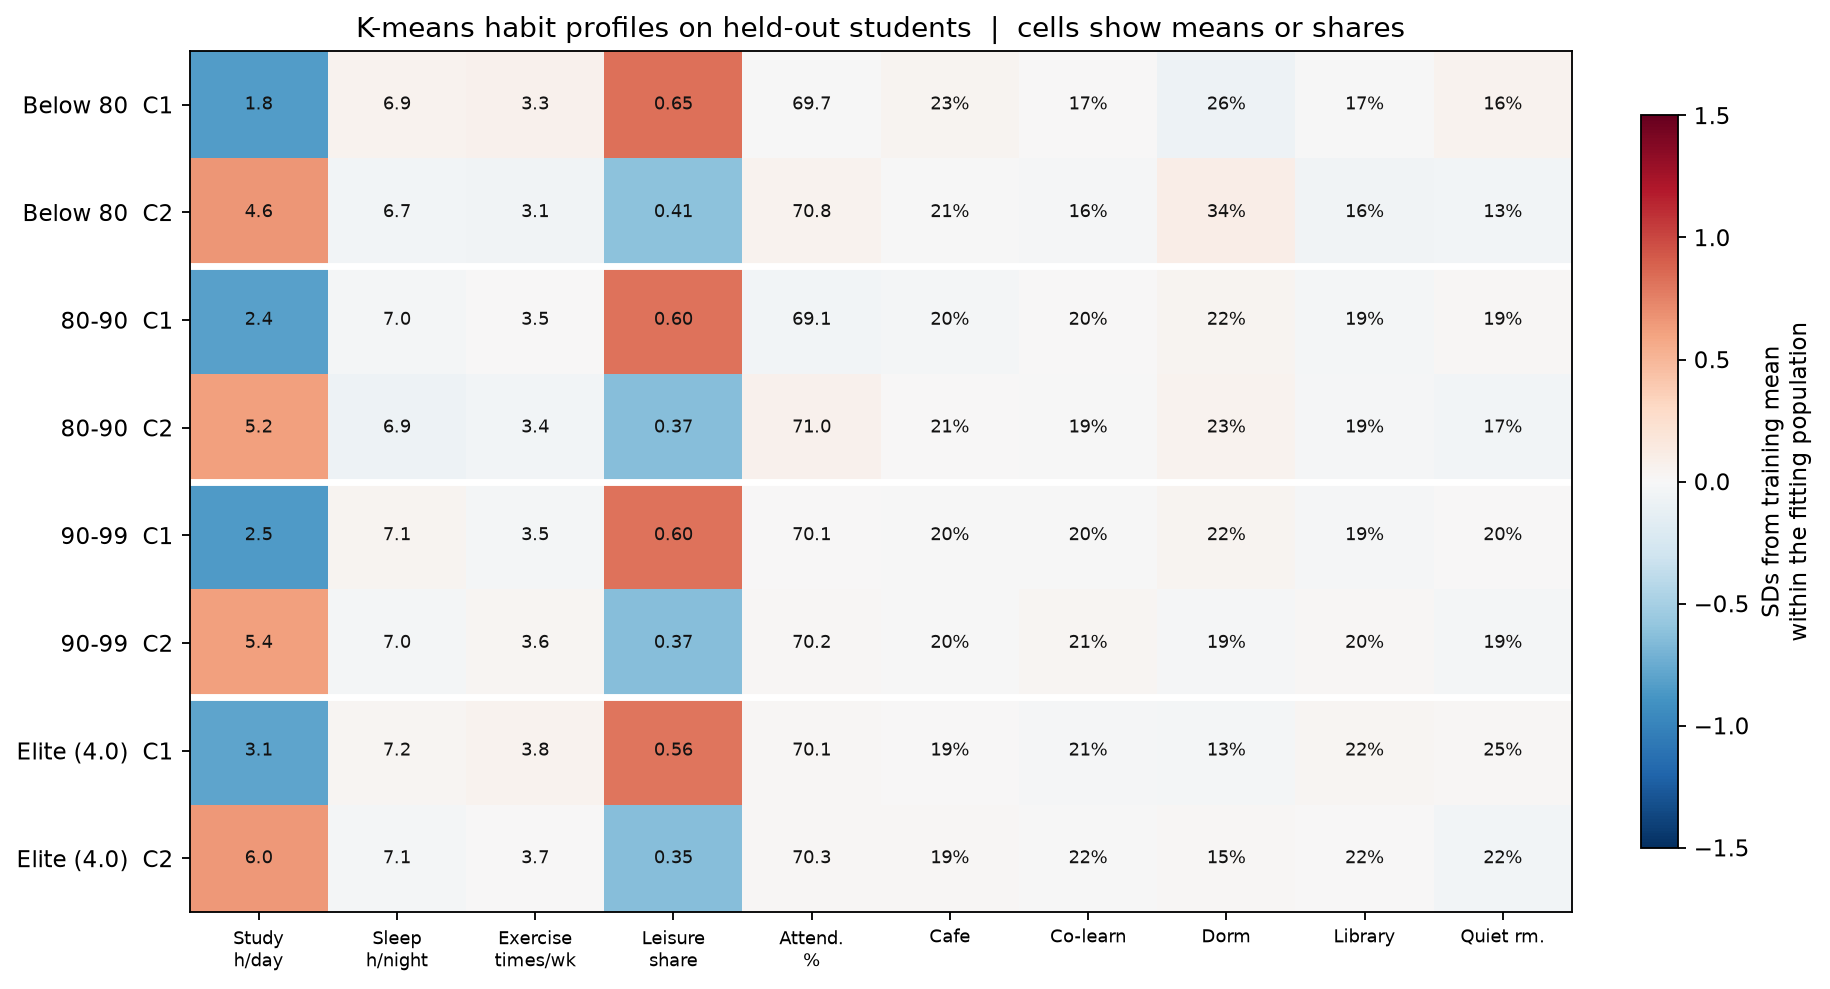 K-means habit profiles on held-out students | cells show means or shares
Below 80 C1 1.8 6.9 3.3 0.65 69.7 23% 17% 26% 17% 16%
Below 80 C2 4.6 6.7 3.1 0.41 70.8 21% 16% 34% 16% 13%
80-90 C1 2.4 7.0 3.5 0.60 69.1 20% 20% 22% 19% 19%
80-90 C2 5.2 6.9 3.4 0.37 71.0 21% 19% 23% 19% 17%
90-99 C1 2.5 7.1 3.5 0.60 70.1 20% 20% 22% 19% 20%
90-99 C2 5.4 7.0 3.6 0.37 70.2 20% 21% 19% 20% 19%
Elite (4.0) C1 3.1 7.2 3.8 0.56 70.1 19% 21% 13% 22% 25%
Elite (4.0) C2 6.0 7.1 3.7 0.35 70.3 19% 22% 15% 22% 22%
Study Sleep Exercise Leisure Attend. Cafe Co-learn Dorm Library Quiet rm.
h/day h/night times/wk share %
1.5
1.0
0.5
0.0
−0.5
−1.0
−1.5
SDs from training mean
within the fitting population